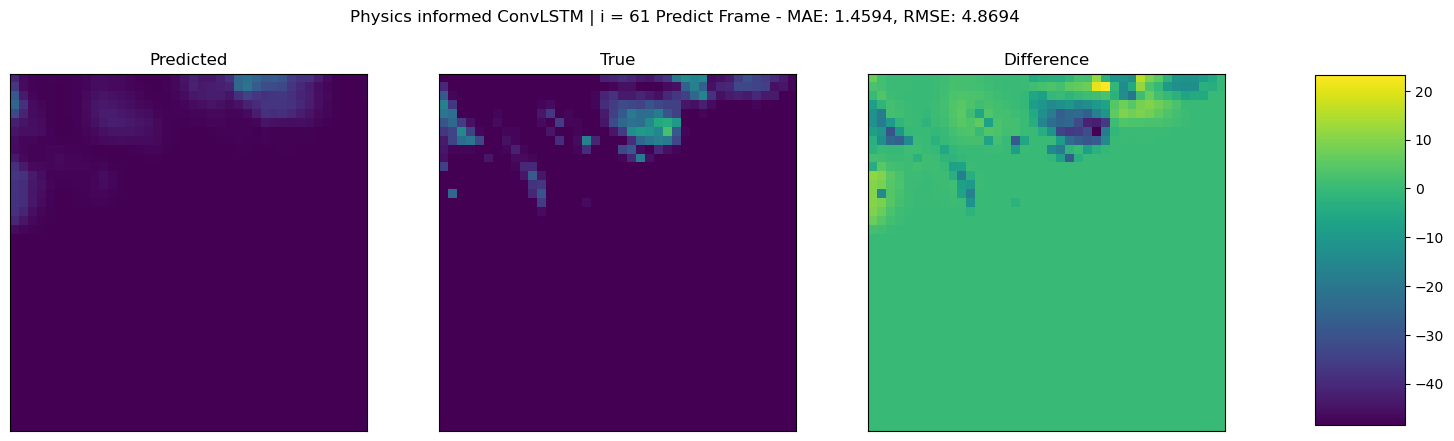 Physics informed ConvLSTM | i = 61 Predict Frame - MAE: 1.4594, RMSE: 4.8694
Predicted
True
Difference
20
10
0
−10
−20
−30
−40